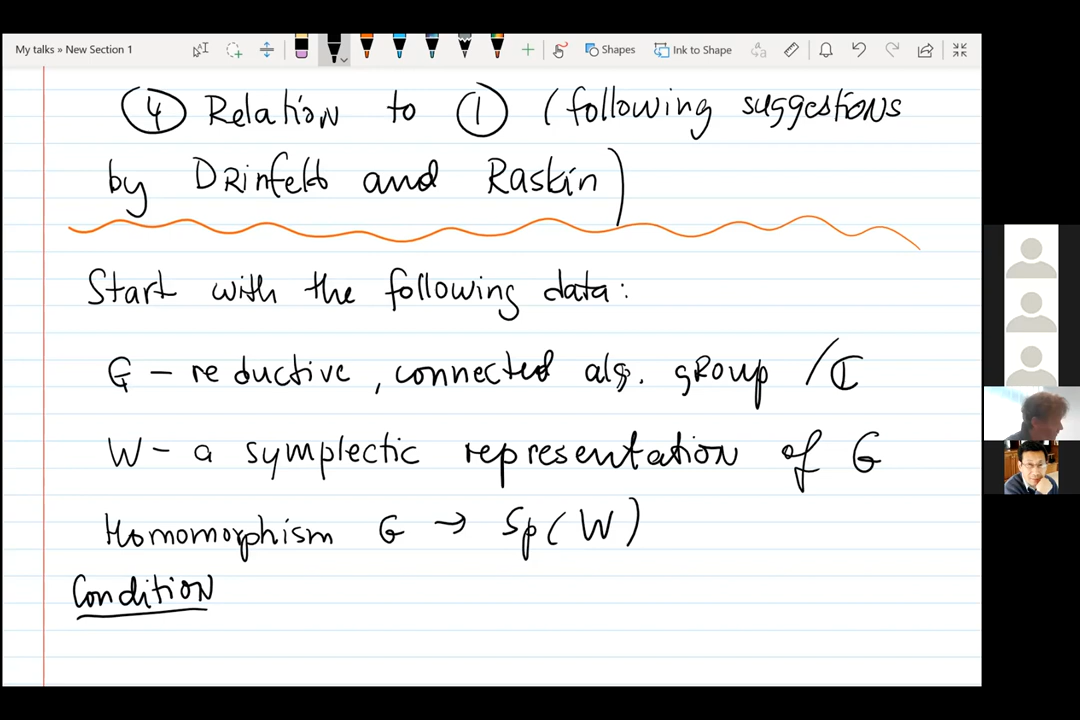 My talks » New Section 1
Shapes
Ink to Shape
④ Relation to ① (following suggestions
by Drinfeld and Raskin)
Start with the following data:
G - reductive, connected alg. group /ℂ
W - a symplectic representation of G
Homomorphism G → Sp(W)
Condition